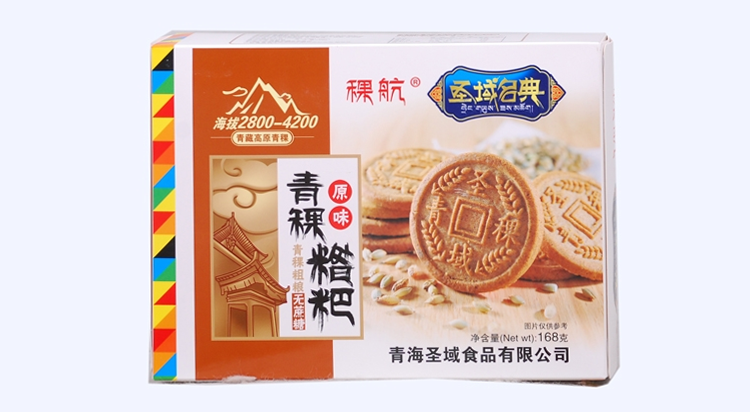 海拔2800-4200
青藏高原青稞
稞航®
圣域名典
原味
青稞糌粑
青稞粗粮
无蔗糖
圣
青
稞
域
图片仅供参考
净含量(Net wt):168克
青海圣域食品有限公司